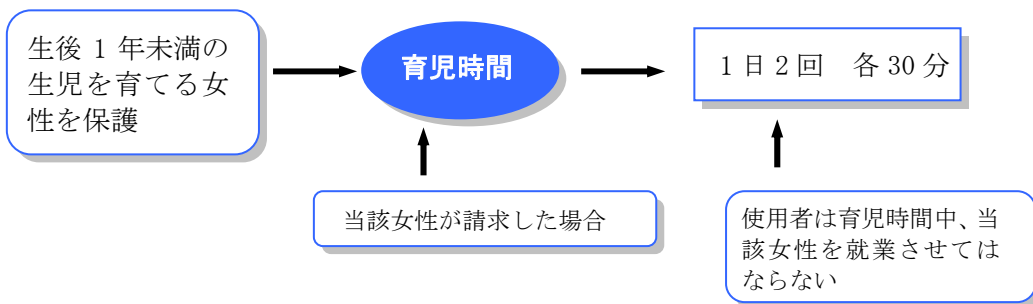 生後 1 年未満の
生児を育てる女
性を保護
育児時間
1 日 2 回　各 30 分
当該女性が請求した場合
使用者は育児時間中、当
該女性を就業させては
ならない